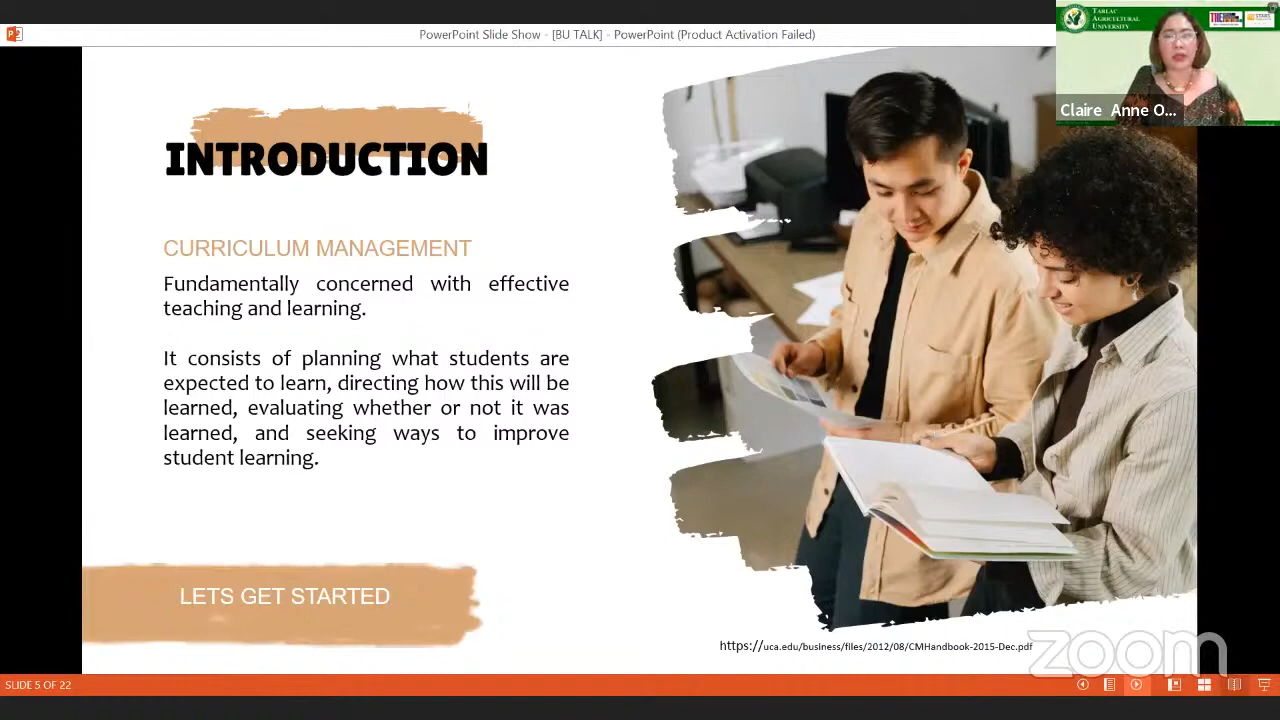 PowerPoint Slide Show - [BU TALK] - PowerPoint (Product Activation Failed)
TARLAC
AGRICULTURAL
UNIVERSITY
Claire Anne O...
INTRODUCTION
CURRICULUM MANAGEMENT
Fundamentally concerned with effective
teaching and learning.
It consists of planning what students are
expected to learn, directing how this will be
learned, evaluating whether or not it was
learned, and seeking ways to improve
student learning.
LETS GET STARTED
https://uca.edu/business/files/2012/08/CMHandbook-2015-Dec.pdf
zoom
SLIDE 5 OF 22